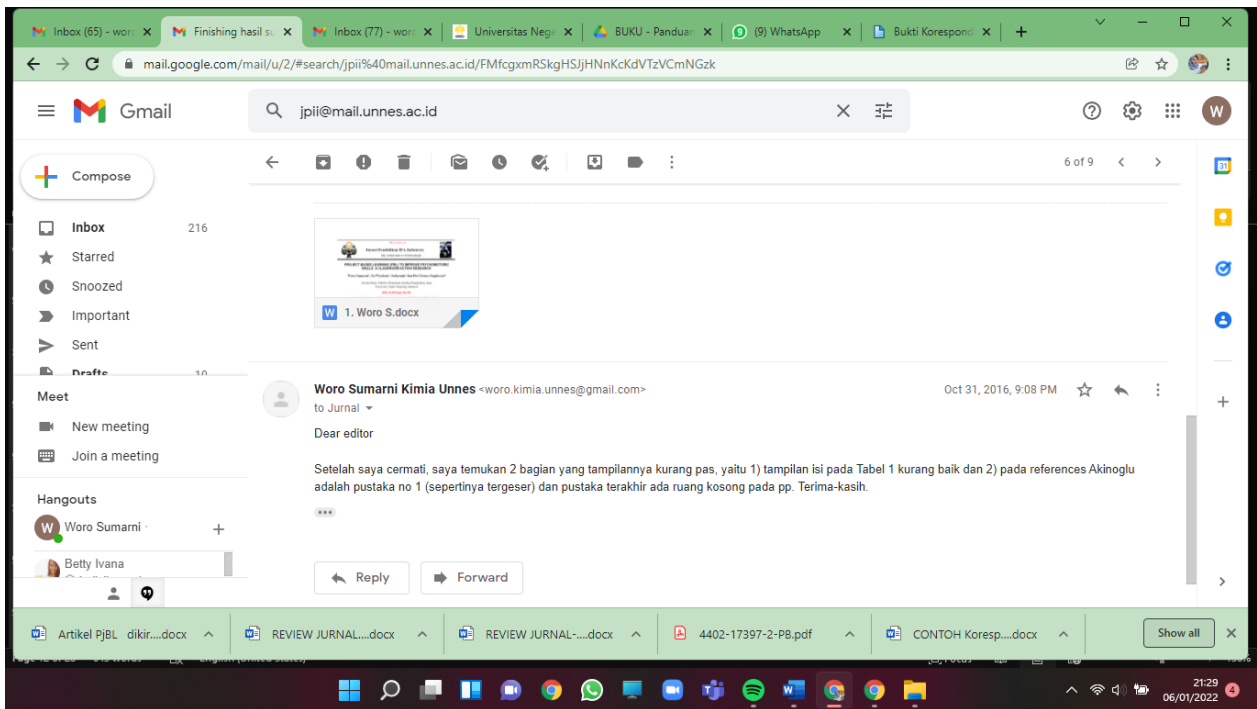 Inbox (65) - woro
Finishing hasil su
Inbox (77) - woro
Universitas Nege
BUKU - Panduan
(9) WhatsApp
Bukti Korespond
mail.google.com/mail/u/2/#search/jpii%40mail.unnes.ac.id/FMfcgxmRSkgHSJjHNnKcKdVTzVCmNGzk
Gmail
jpii@mail.unnes.ac.id
W
Compose
6 of 9
31
Inbox 216
Starred
Snoozed
Important
Sent
Drafts 10
Meet
New meeting
Join a meeting
Hangouts
W Woro Sumarni
Betty Ivana
W 1. Woro S.docx
Woro Sumarni Kimia Unnes <woro.kimia.unnes@gmail.com> Oct 31, 2016, 9:08 PM
to Jurnal
Dear editor
Setelah saya cermati, saya temukan 2 bagian yang tampilannya kurang pas, yaitu 1) tampilan isi pada Tabel 1 kurang baik dan 2) pada references Akinoglu
adalah pustaka no 1 (sepertinya tergeser) dan pustaka terakhir ada ruang kosong pada pp. Terima-kasih.
Reply
Forward
Artikel PjBL dikir....docx
REVIEW JURNAL....docx
REVIEW JURNAL-....docx
4402-17397-2-PB.pdf
CONTOH Koresp....docx
Show all
21:29
06/01/2022
4